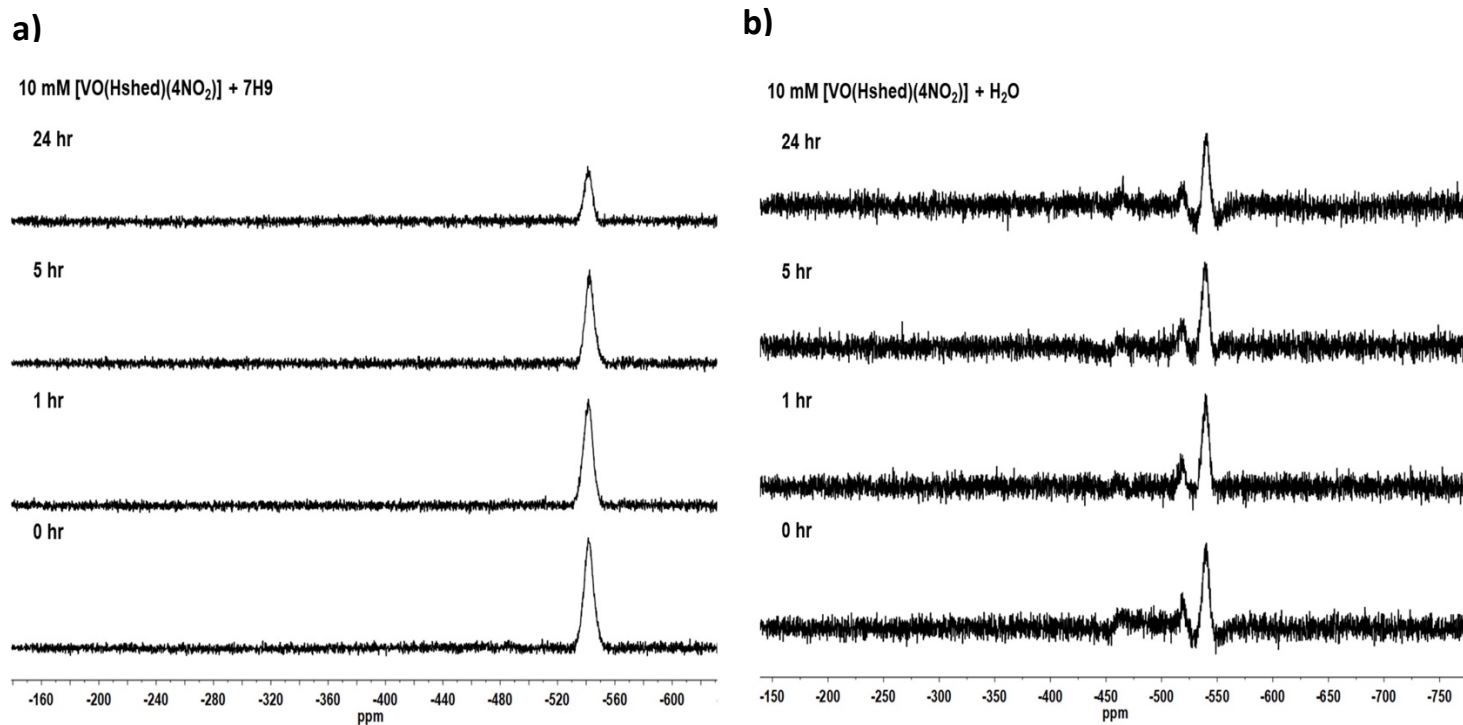 a)
10 mM [VO(Hshed)(4NO₂)] + 7H9
24 hr
5 hr
1 hr
0 hr
-160 -200 -240 -280 -320 -360 -400 -440 -480 -520 -560 -600
ppm
b)
10 mM [VO(Hshed)(4NO₂)] + H₂O
24 hr
5 hr
1 hr
0 hr
-150 -200 -250 -300 -350 -400 -450 -500 -550 -600 -650 -700 -750
ppm